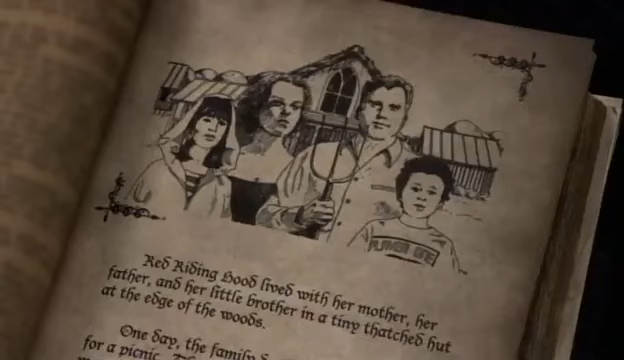 Red Riding Hood lived with her mother, her
father, and her little brother in a tiny thatched hut
at the edge of the woods.
One day, the family
for a picnic.